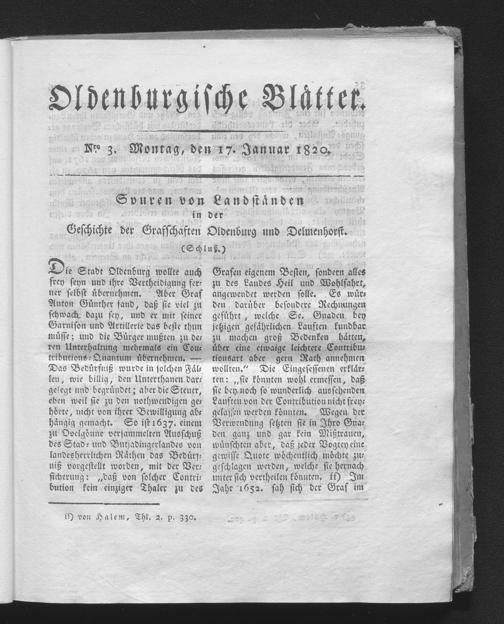 Oldenburgische Blätter.
Nro 3. Montag, den 17. Januar 1820.
Spuren von Landständen
in der
Geschichte der Grafschaften Oldenburg und Delmenhorst.
(Schluß.)
Die Stadt Oldenburg wollte auch
frey seyn und ihre Vertheidigung fer-
ner selbst übernehmen. Aber Graf
Anton Günther fand, daß sie viel zu
schwach dazu sey, und er mit seiner
Garnison und Artillerie das beste thun
müsse; und die Bürger mußten zu de-
ren Unterhaltung mehrmals ein Con-
tributions-Quantum übernehmen. —
Das Bedürfniß wurde in solchen Fäl-
len, wie billig, den Unterthanen dar-
gelegt und begründet; aber die Steuer,
eben weil sie zu den nothwendigen ge-
hörte, nicht von ihrer Bewilligung ab-
hängig gemacht. So ist 1637. einem
zu Ovelgönne versammelten Ausschuß
des Stad- und Butjadingerlandes von
landesherrlichen Räthen das Bedürf-
niß vorgestellt worden, mit der Ver-
sicherung: „daß von solcher Contri-
bution kein einziger Thaler zu des
Grafen eigenem Besten, sondern alles
zu des Landes Heil und Wohlfahrt,
angewendet werden solle. Es wür-
den darüber besondre Rechnungen
geführt, welche Se. Gnaden bey
jetzigen gefährlichen Lauften kundbar
zu machen groß Bedenken hätten,
über eine etwaige leichtere Contribu-
tionsart aber gern Rath annehmen
wollten.“ Die Eingesessenen erklär-
ten: „sie könnten wohl ermessen, daß
sie bey noch so wunderlich aussehenden
Lauften von der Contribution nicht frey
gelassen werden könnten. Wegen der
Verwendung setzten sie in Ihro Gna-
den ganz und gar kein Mißtrauen,
wünschten aber, daß jeder Vogtey eine
gewisse Quote wöchentlich möchte zu-
geschlagen werden, welche sie hernach
unter sich vertheilen könnten. ff) Im
Jahr 1652. sah sich der Graf im
ff) von Halem, Thl. 2. p. 330.